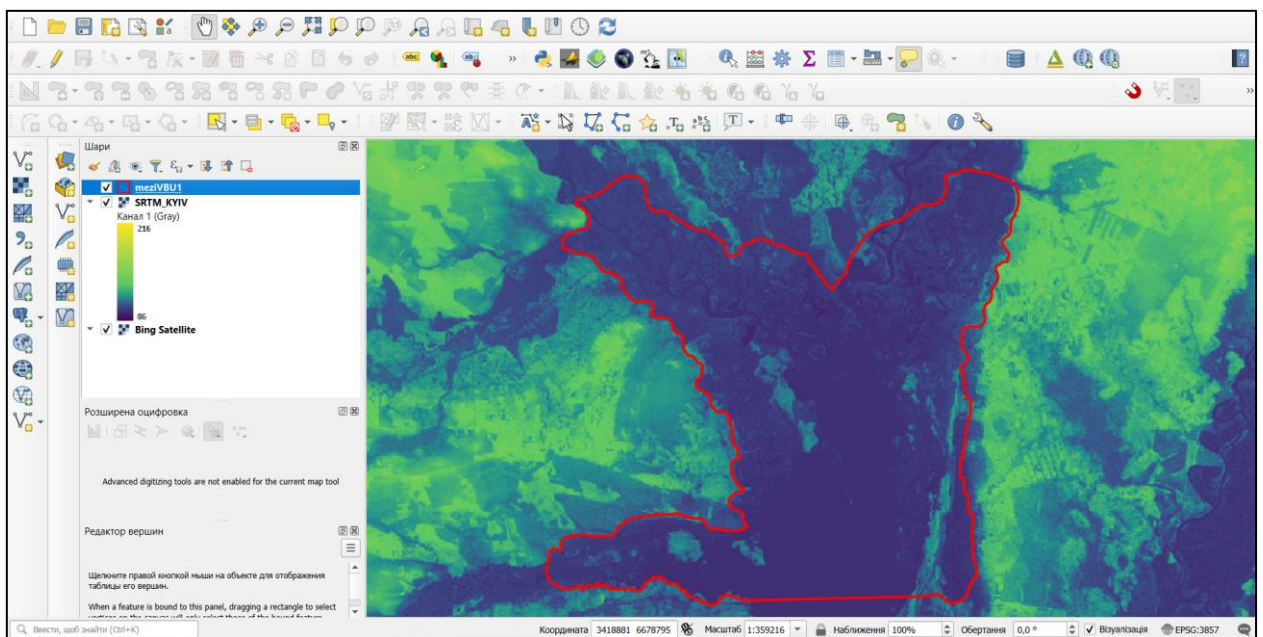 Шари
meziVBU1
SRTM_KYIV
Канал 1 (Gray)
216
86
Bing Satellite
Розширена оцифровка
Advanced digitizing tools are not enabled for the current map tool
Редактор вершин
Щелкните правой кнопкой мыши на объекте для отображения
таблицы его вершин.
When a feature is bound to this panel, dragging a rectangle to select
Ввести, щоб знайти (Ctrl+K)
Координата 3418881 6678795 Масштаб 1:359216 Наближення 100% Обертання 0,0 ° Візуалізація EPSG:3857